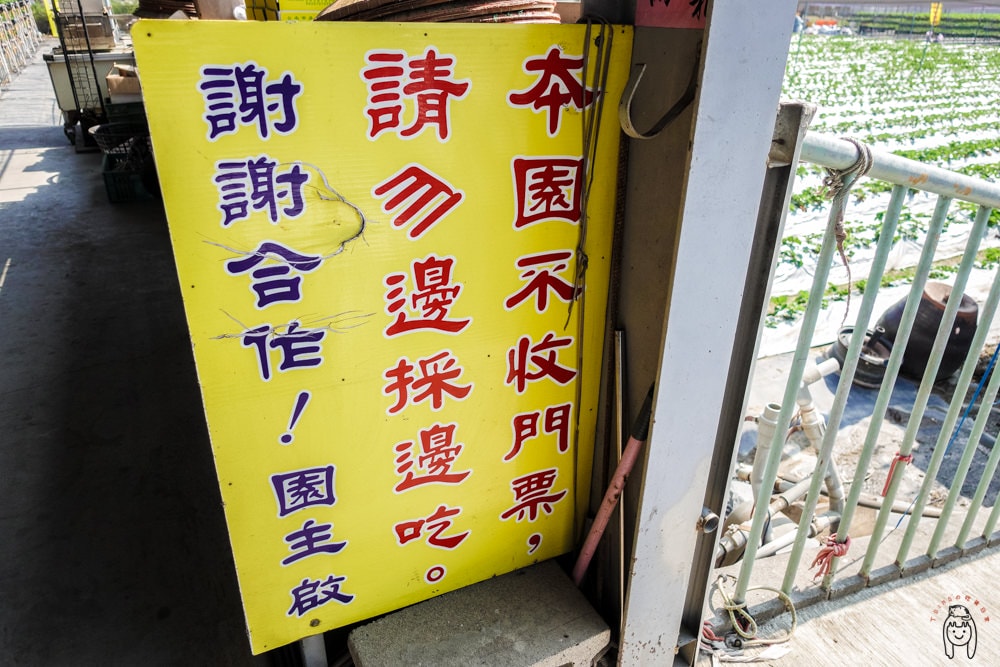 本園不收門票，
請勿邊採邊吃。
謝謝合作！園主啟